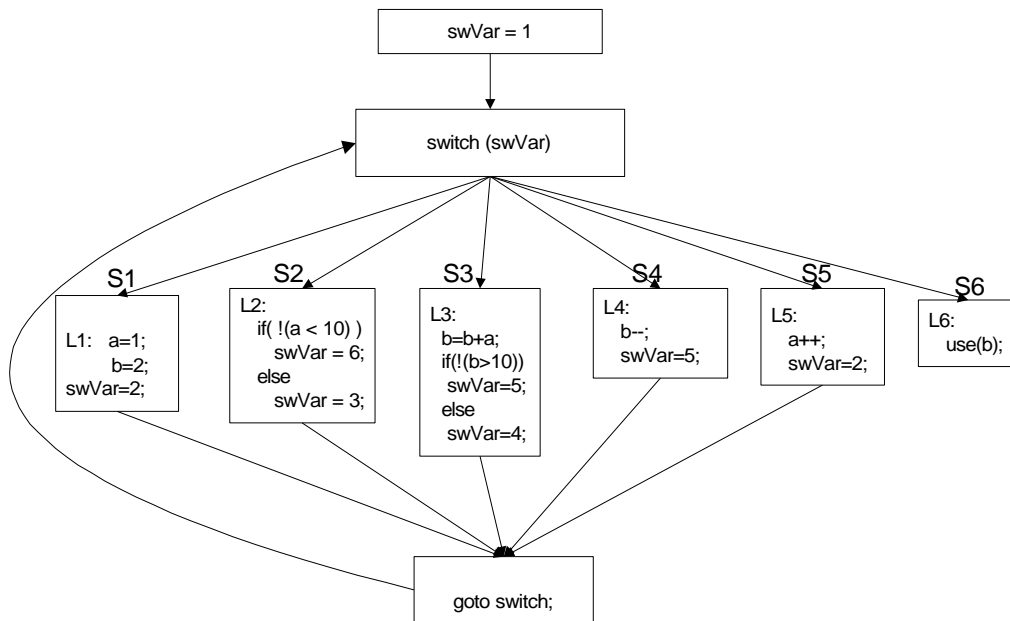 swVar = 1
switch (swVar)
S1
L1: a=1;
b=2;
swVar=2;
S2
L2:
if( !(a < 10) )
swVar = 6;
else
swVar = 3;
S3
L3:
b=b+a;
if(!(b>10))
swVar=5;
else
swVar=4;
S4
L4:
b--;
swVar=5;
S5
L5:
a++;
swVar=2;
S6
L6:
use(b);
goto switch;